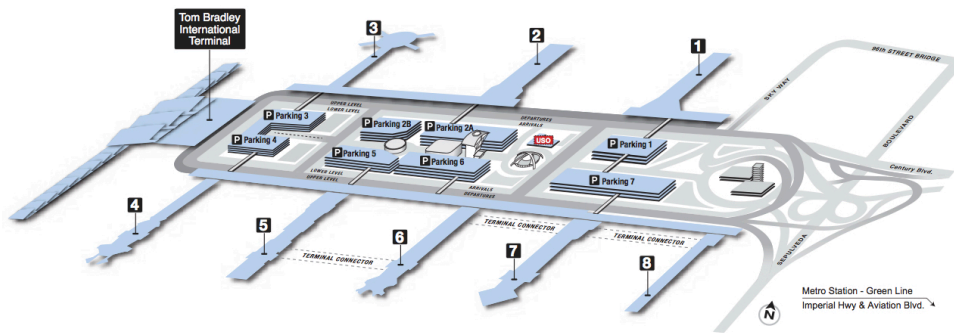 Tom Bradley
International
Terminal
3
2
1
96th STREET BRIDGE
SKY WAY
BOULEVARD
UPPER LEVEL
LOWER LEVEL
DEPARTURES
ARRIVALS
P Parking 3
P Parking 2B
P Parking 2A
USO
P Parking 4
P Parking 1
P Parking 5
P Parking 6
P Parking 7
Century Blvd.
LOWER LEVEL
UPPER LEVEL
ARRIVALS
DEPARTURES
4
5
6
7
8
TERMINAL CONNECTOR
TERMINAL CONNECTOR
TERMINAL CONNECTOR
SEPULVEDA
N
Metro Station - Green Line
Imperial Hwy & Aviation Blvd.